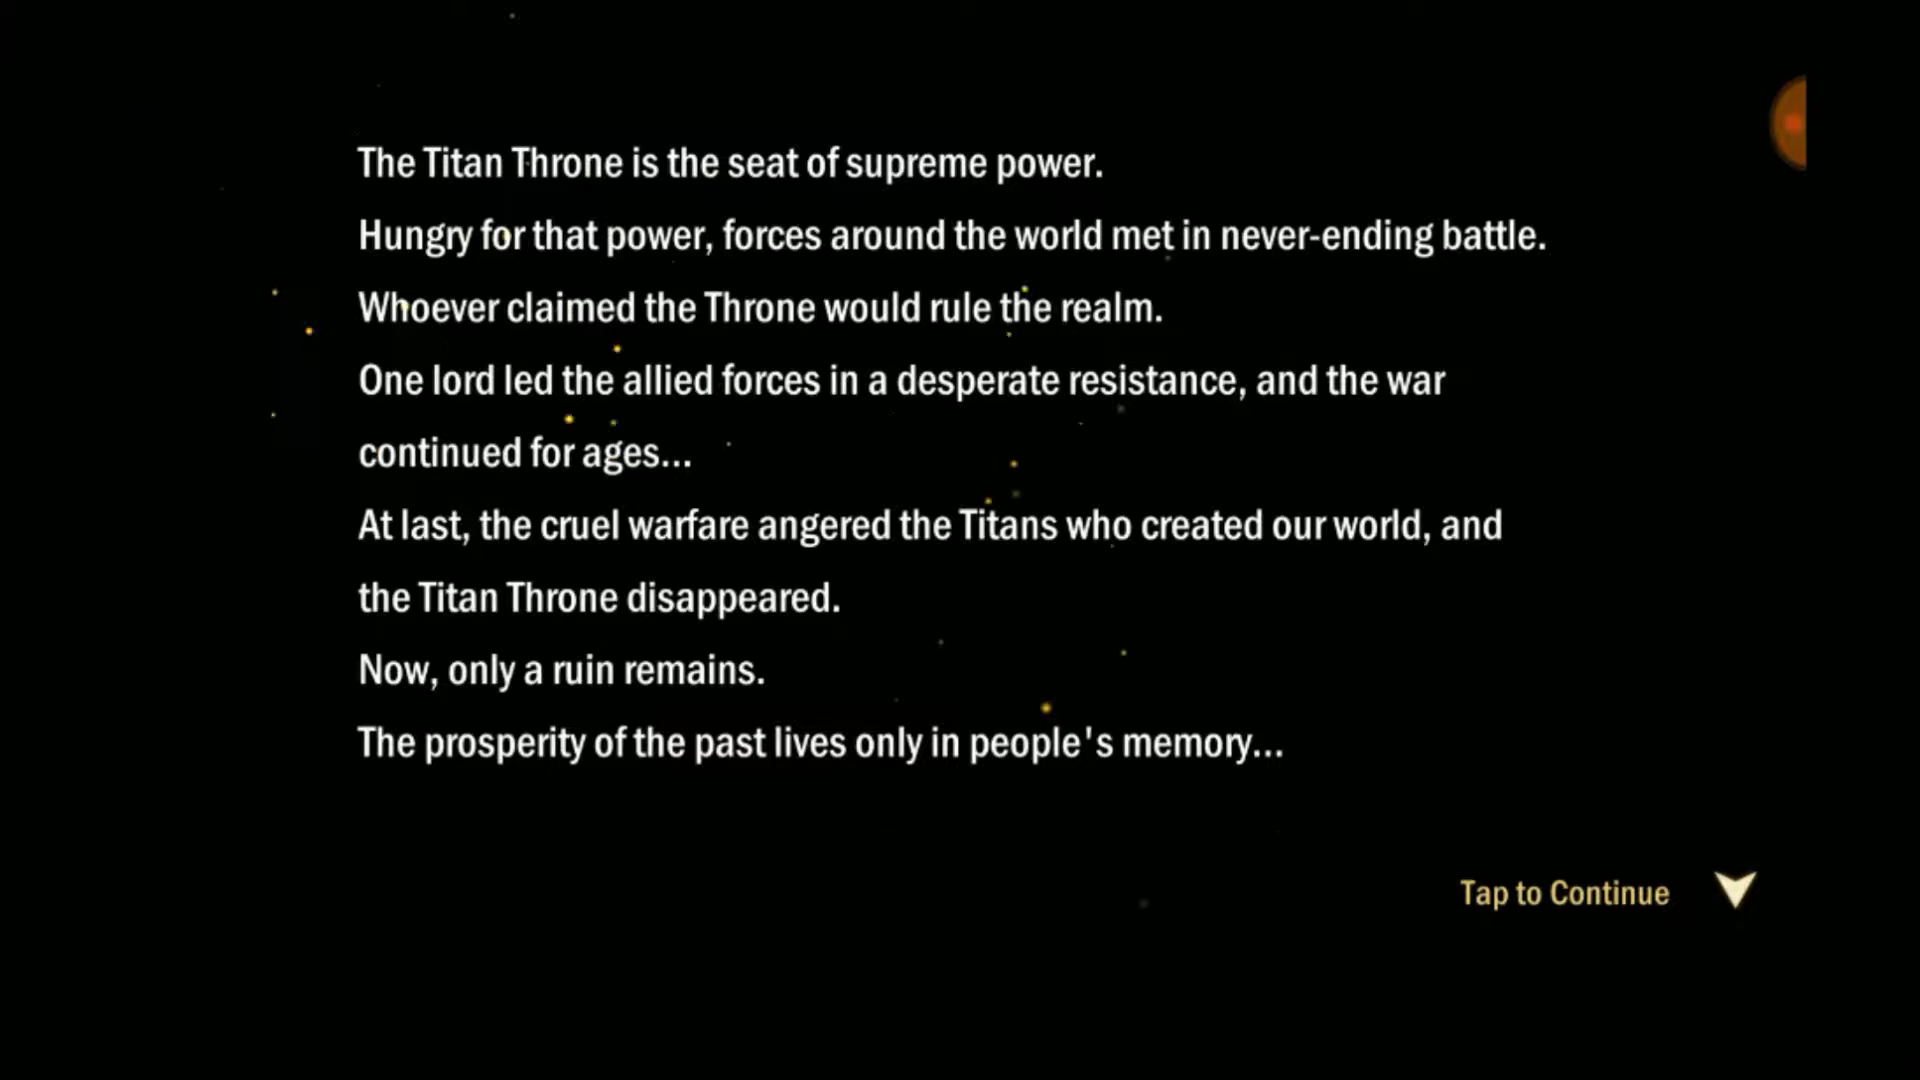 The Titan Throne is the seat of supreme power.
Hungry for that power, forces around the world met in never-ending battle.
Whoever claimed the Throne would rule the realm.
One lord led the allied forces in a desperate resistance, and the war
continued for ages...
At last, the cruel warfare angered the Titans who created our world, and
the Titan Throne disappeared.
Now, only a ruin remains.
The prosperity of the past lives only in people's memory...
Tap to Continue